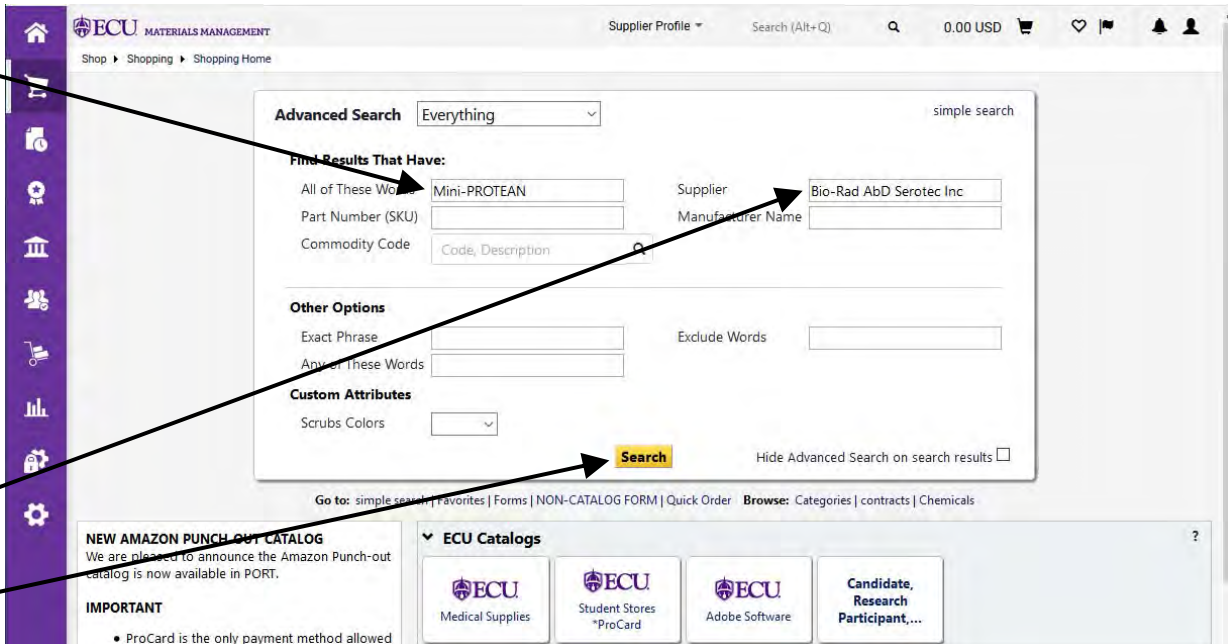 ECU MATERIALS MANAGEMENT
Supplier Profile
Search (Alt+Q)
0.00 USD
Shop Shopping Shopping Home
Advanced Search Everything simple search
Find Results That Have:
All of These Words Mini-PROTEAN Supplier Bio-Rad AbD Serotec Inc
Part Number (SKU) Manufacturer Name
Commodity Code Code, Description
Other Options
Exact Phrase Exclude Words
Any of These Words
Custom Attributes
Scrubs Colors
Search Hide Advanced Search on search results
Go to: simple search | Favorites | Forms | NON-CATALOG FORM | Quick Order Browse: Categories | contracts | Chemicals
NEW AMAZON PUNCH-OUT CATALOG
We are pleased to announce the Amazon Punch-out
catalog is now available in PORT.
IMPORTANT
• ProCard is the only payment method allowed
ECU Catalogs ?
ECU
Medical Supplies
ECU
Student Stores
*ProCard
ECU
Adobe Software
Candidate,
Research
Participant,...